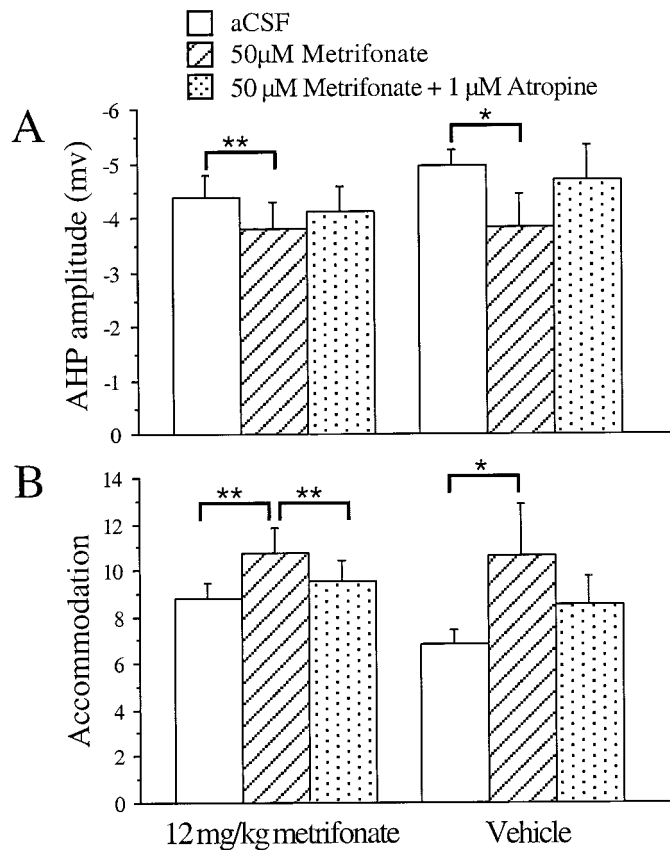 aCSF
50μM Metrifonate
50 μM Metrifonate + 1 μM Atropine
A
AHP amplitude (mv)
-6
-5
-4
-3
-2
-1
0
**
*
B
Accommodation
14
12
10
8
6
4
2
0
**
**
*
12 mg/kg metrifonate
Vehicle